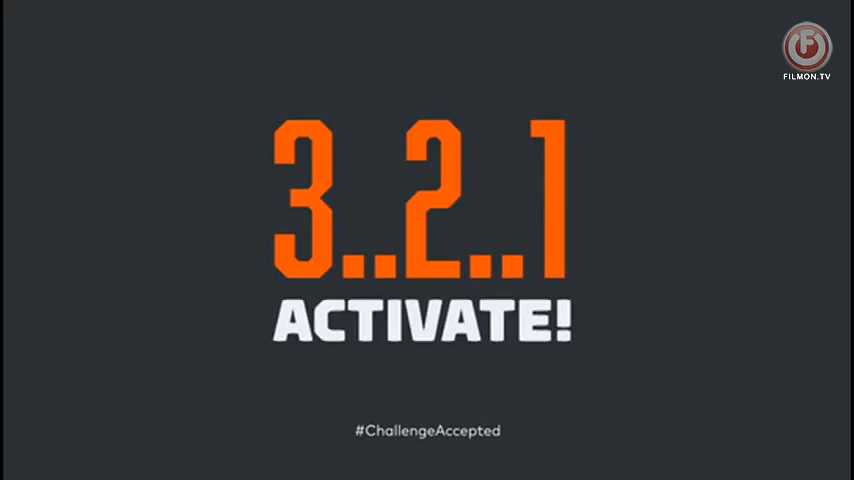 F
FILMON.TV
3..2..1
ACTIVATE!
#ChallengeAccepted